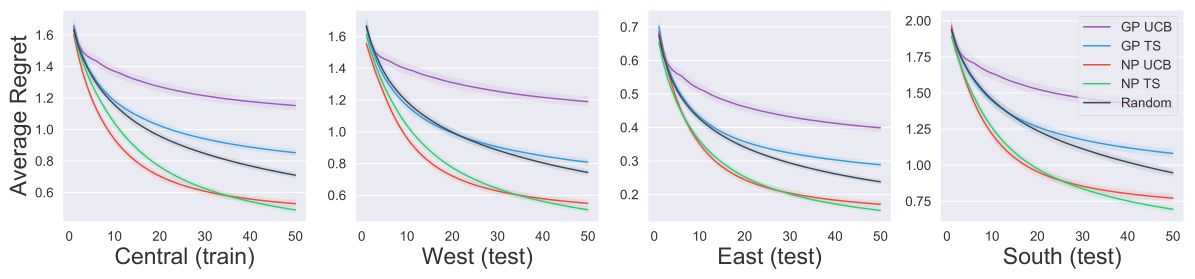 Average Regret
1.6
1.4
1.2
1.0
0.8
0.6
0 10 20 30 40 50
Central (train)
1.6
1.4
1.2
1.0
0.8
0.6
0 10 20 30 40 50
West (test)
0.7
0.6
0.5
0.4
0.3
0.2
0 10 20 30 40 50
East (test)
2.00
1.75
1.50
1.25
1.00
0.75
0 10 20 30 40 50
South (test)
GP UCB
GP TS
NP UCB
NP TS
Random